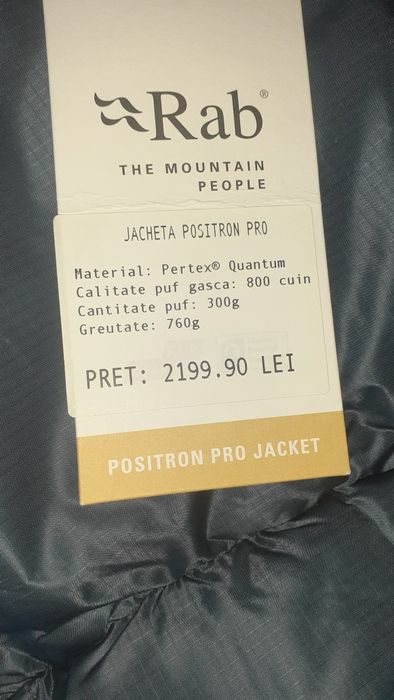 Rab®
THE MOUNTAIN
PEOPLE
JACHETA POSITRON PRO
Material: Pertex® Quantum
Calitate puf gasca: 800 cuin
Cantitate puf: 300g
Greutate: 760g
PRET: 2199.90 LEI
POSITRON PRO JACKET